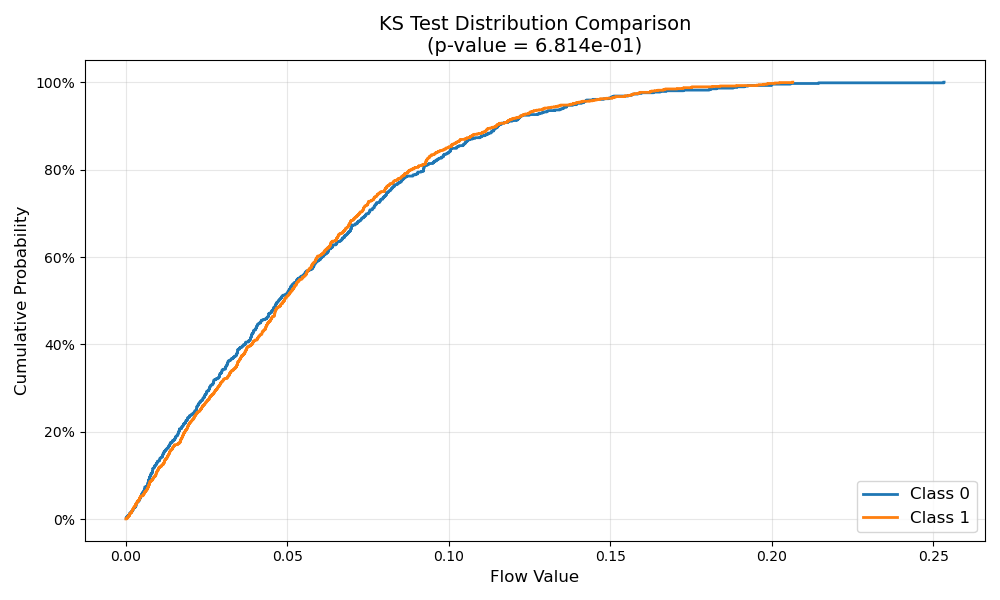 KS Test Distribution Comparison
(p-value = 6.814e-01)
Cumulative Probability
100%
80%
60%
40%
20%
0%
0.00
0.05
0.10
0.15
0.20
0.25
Flow Value
Class 0
Class 1